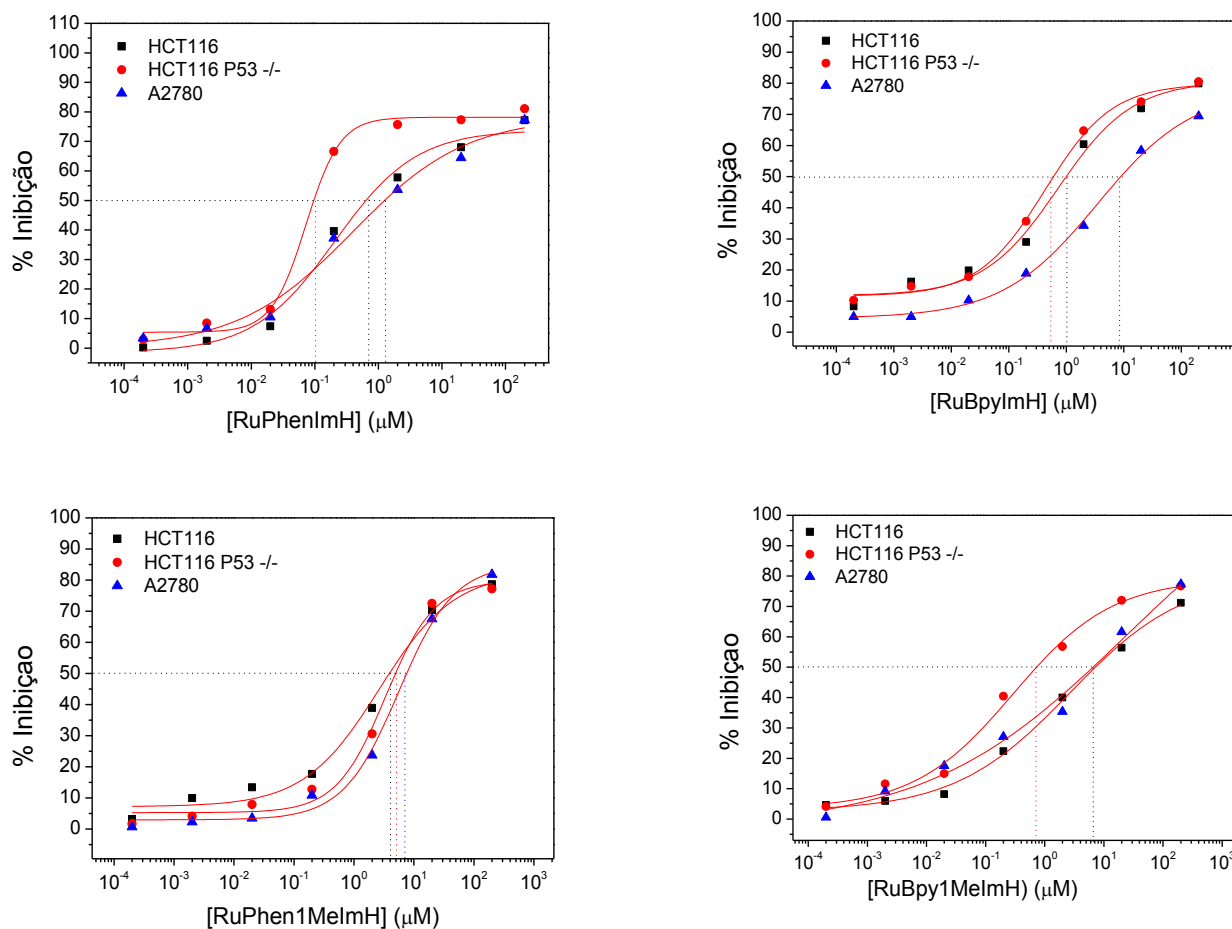 110
100
90
80
70
60
50
40
30
20
10
0
% Inibição
HCT116
HCT116 P53 -/-
A2780
10⁻⁴ 10⁻³ 10⁻² 10⁻¹ 10⁰ 10¹ 10²
[RuPhenImH] (μM)
100
90
80
70
60
50
40
30
20
10
0
% Inibição
HCT116
HCT116 P53 -/-
A2780
10⁻⁴ 10⁻³ 10⁻² 10⁻¹ 10⁰ 10¹ 10²
[RuBpyImH] (μM)
100
90
80
70
60
50
40
30
20
10
0
% Inibiçao
HCT116
HCT116 P53 -/-
A2780
10⁻⁴ 10⁻³ 10⁻² 10⁻¹ 10⁰ 10¹ 10² 10³
[RuPhen1MeImH] (μM)
100
90
80
70
60
50
40
30
20
10
0
% Inibiçao
HCT116
HCT116 P53 -/-
A2780
10⁻⁴ 10⁻³ 10⁻² 10⁻¹ 10⁰ 10¹ 10² 10³
[RuBpy1MeImH) (μM)